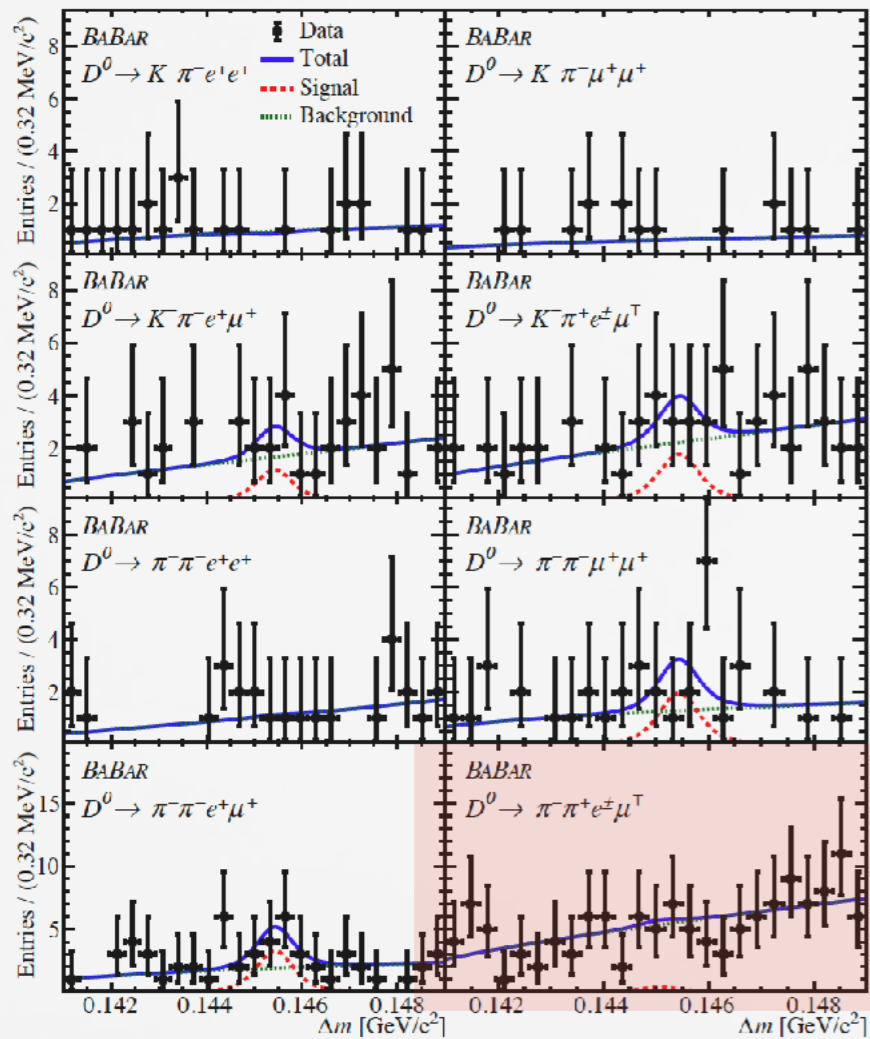 BABAR
D⁰ → K π⁻e⁺e⁺
Data
Total
Signal
Background
BABAR
D⁰ → K π⁻μ⁺μ⁺
Entries / (0.32 MeV/c²)
8
6
4
2
BABAR
D⁰ → K⁻π⁻e⁺μ⁺
BABAR
D⁰ → K⁻π⁺e±μ∓
Entries / (0.32 MeV/c²)
8
6
4
2
BABAR
D⁰ → π⁻π⁻e⁺e⁺
BABAR
D⁰ → π⁻π⁻μ⁺μ⁺
Entries / (0.32 MeV/c²)
8
6
4
2
BABAR
D⁰ → π⁻π⁻e⁺μ⁺
BABAR
D⁰ → π⁻π⁺e±μ∓
Entries / (0.32 MeV/c²)
15
10
5
0.142 0.144 0.146 0.148
0.142 0.144 0.146 0.148
Δm [GeV/c²]
Δm [GeV/c²]